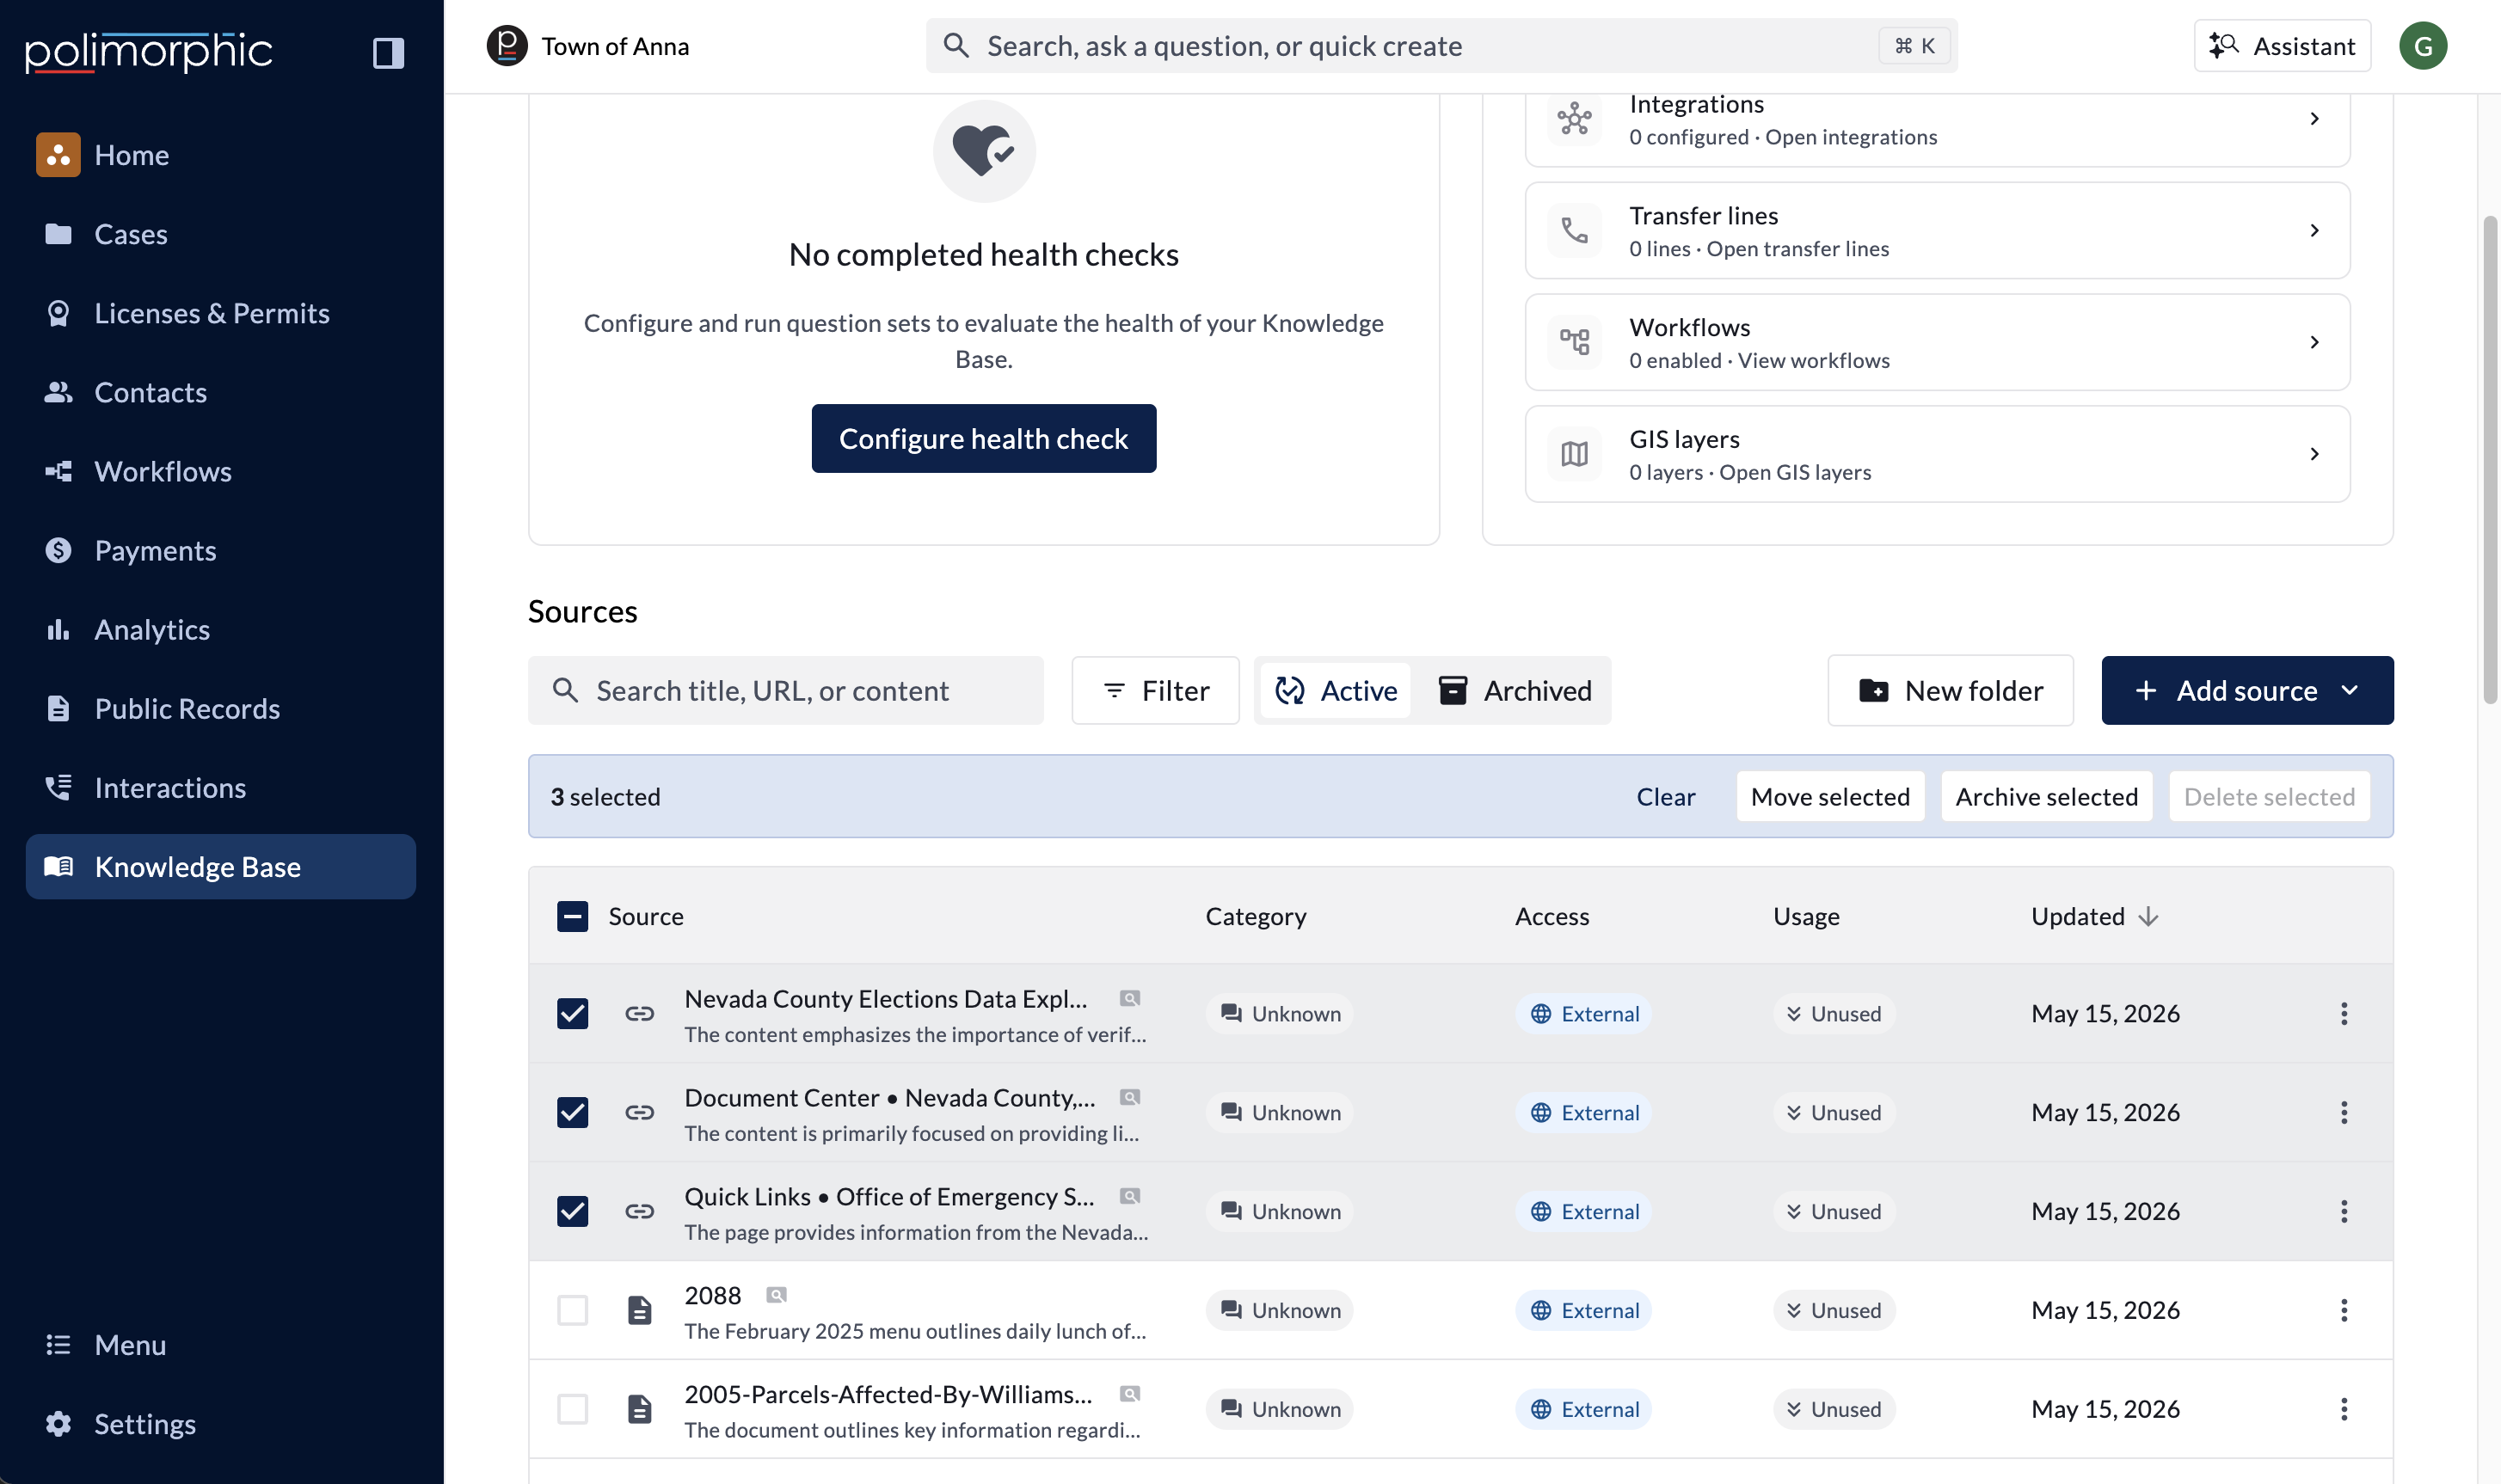 polimorphic
Town of Anna
Search, ask a question, or quick create
⌘ K
Assistant
G
Home
Cases
Licenses & Permits
Contacts
Workflows
Payments
Analytics
Public Records
Interactions
Knowledge Base
Menu
Settings
No completed health checks
Configure and run question sets to evaluate the health of your Knowledge
Base.
Configure health check
Integrations
0 configured · Open integrations
Transfer lines
0 lines · Open transfer lines
Workflows
0 enabled · View workflows
GIS layers
0 layers · Open GIS layers
Sources
Search title, URL, or content
Filter
Active
Archived
New folder
Add source
3 selected
Clear
Move selected
Archive selected
Delete selected
Source Category Access Usage Updated
Nevada County Elections Data Expl...
The content emphasizes the importance of verif...
Unknown External Unused May 15, 2026
Document Center • Nevada County,...
The content is primarily focused on providing li...
Unknown External Unused May 15, 2026
Quick Links • Office of Emergency S...
The page provides information from the Nevada...
Unknown External Unused May 15, 2026
2088
The February 2025 menu outlines daily lunch of...
Unknown External Unused May 15, 2026
2005-Parcels-Affected-By-Williams...
The document outlines key information regardi...
Unknown External Unused May 15, 2026